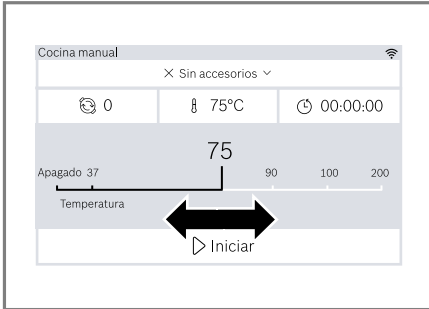 Cocina manual
Sin accesorios
0 75°C 00:00:00
75
Apagado 37 90 100 200
Temperatura
Iniciar